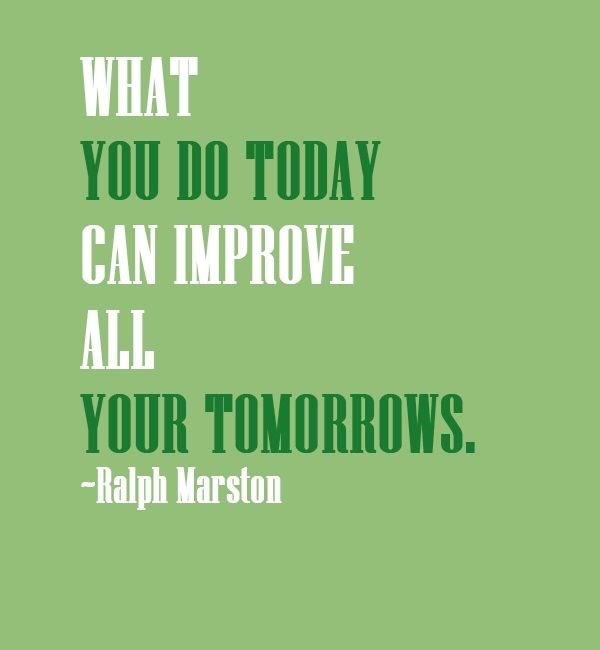 WHAT
YOU DO TODAY
CAN IMPROVE
ALL
YOUR TOMORROWS.
~Ralph Marston